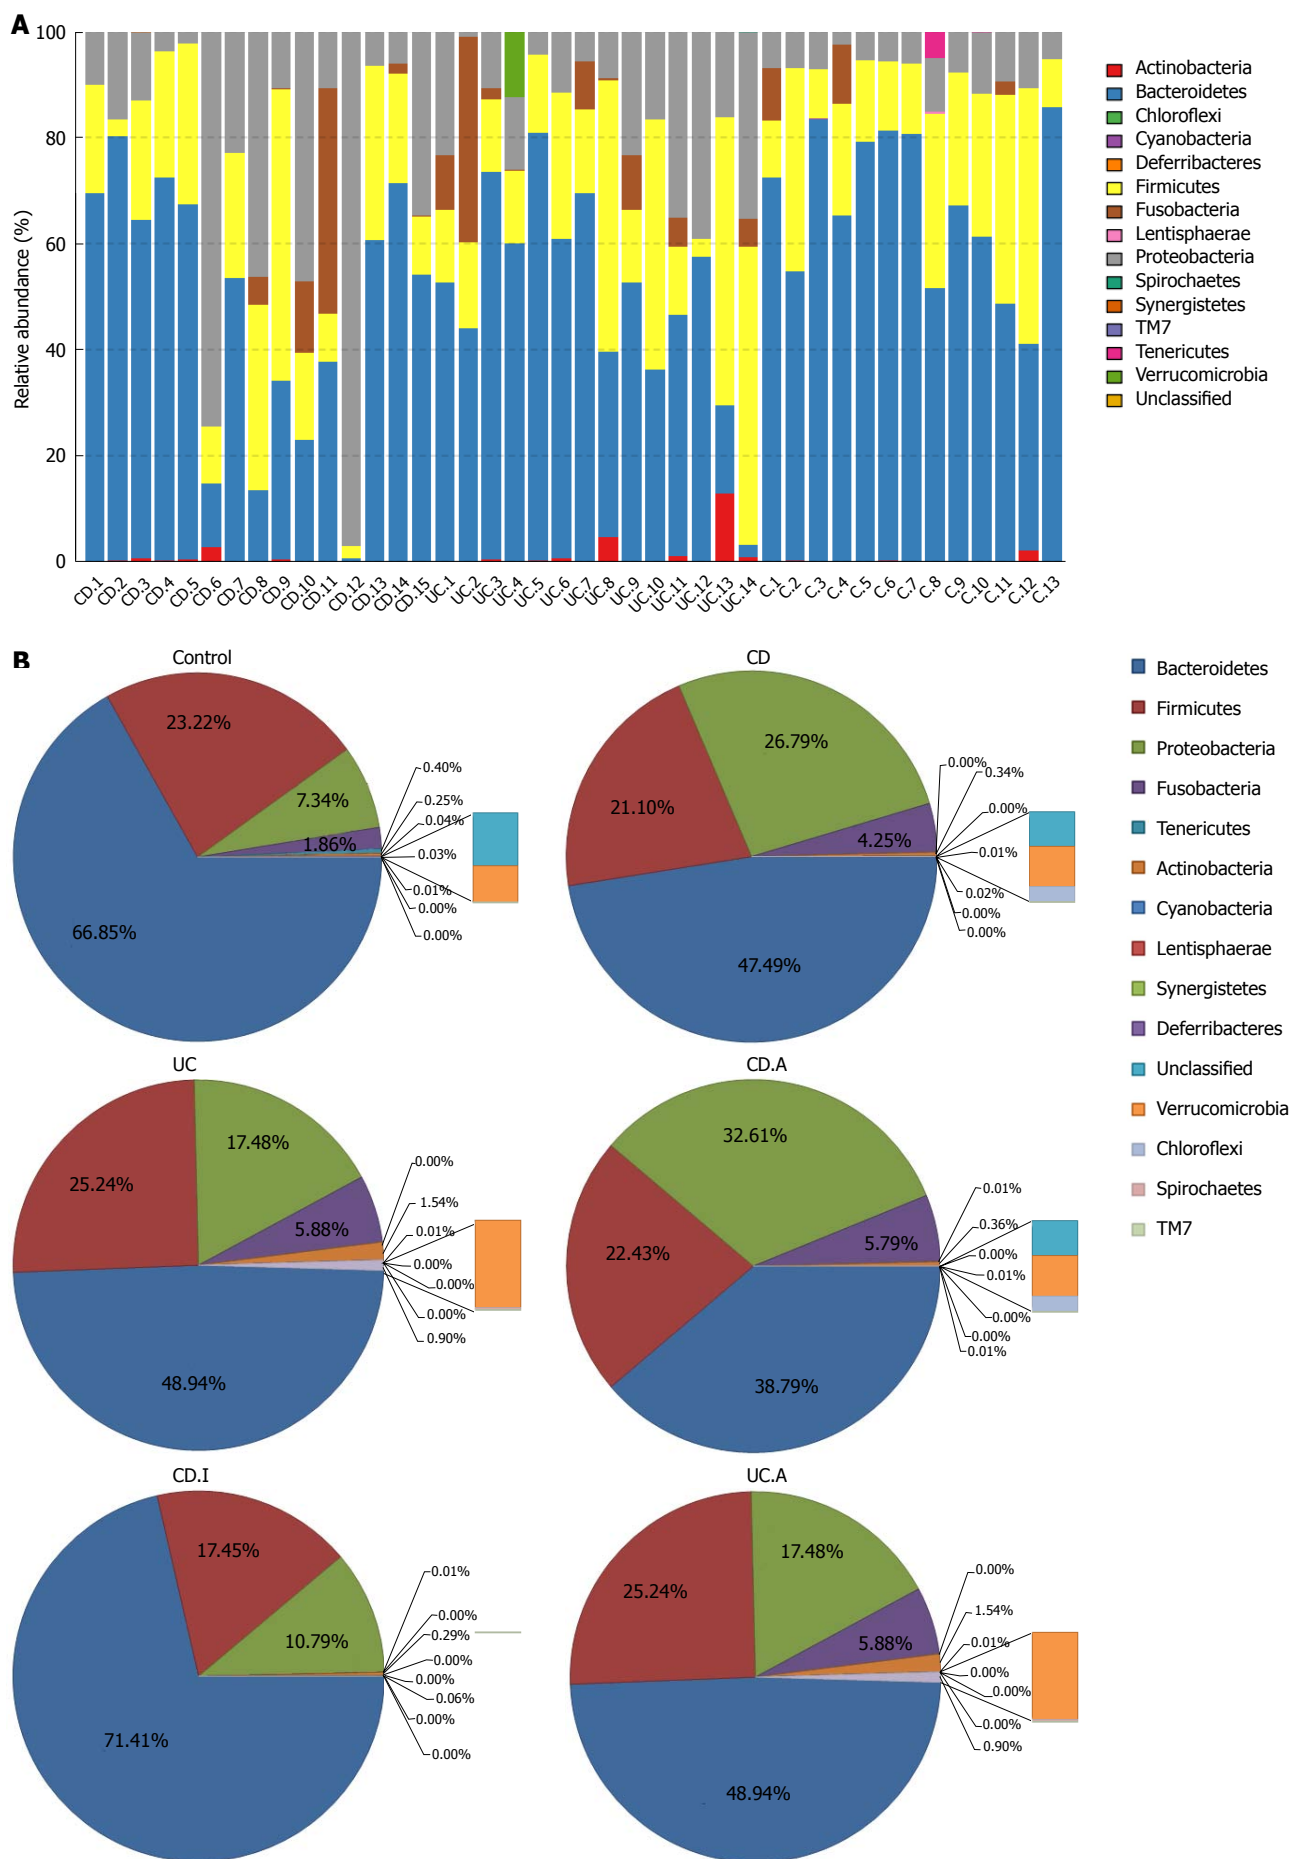 A
100
80
60
40
20
0
Relative abundance (%)
CD.1 CD.2 CD.3 CD.4 CD.5 CD.6 CD.7 CD.8 CD.9 CD.10 CD.11 CD.12 CD.13 CD.14 CD.15 UC.1 UC.2 UC.3 UC.4 UC.5 UC.6 UC.7 UC.8 UC.9 UC.10 UC.11 UC.12 UC.13 UC.14 C.1 C.2 C.3 C.4 C.5 C.6 C.7 C.8 C.9 C.10 C.11 C.12 C.13
Actinobacteria
Bacteroidetes
Chloroflexi
Cyanobacteria
Deferribacteres
Firmicutes
Fusobacteria
Lentisphaerae
Proteobacteria
Spirochaetes
Synergistetes
TM7
Tenericutes
Verrucomicrobia
Unclassified
B
Control
23.22%
7.34%
1.86%
66.85%
0.40%
0.25%
0.04%
0.03%
0.01%
0.00%
0.00%
CD
26.79%
21.10%
4.25%
47.49%
0.00%
0.34%
0.00%
0.01%
0.02%
0.00%
0.00%
UC
17.48%
25.24%
5.88%
48.94%
0.00%
1.54%
0.01%
0.00%
0.00%
0.00%
0.90%
CD.A
32.61%
22.43%
5.79%
38.79%
0.01%
0.36%
0.00%
0.01%
0.00%
0.00%
0.01%
CD.I
17.45%
10.79%
71.41%
0.01%
0.00%
0.29%
0.00%
0.00%
0.06%
0.00%
0.00%
UC.A
17.48%
25.24%
5.88%
48.94%
0.00%
1.54%
0.01%
0.00%
0.00%
0.00%
0.90%
Bacteroidetes
Firmicutes
Proteobacteria
Fusobacteria
Tenericutes
Actinobacteria
Cyanobacteria
Lentisphaerae
Synergistetes
Deferribacteres
Unclassified
Verrucomicrobia
Chloroflexi
Spirochaetes
TM7